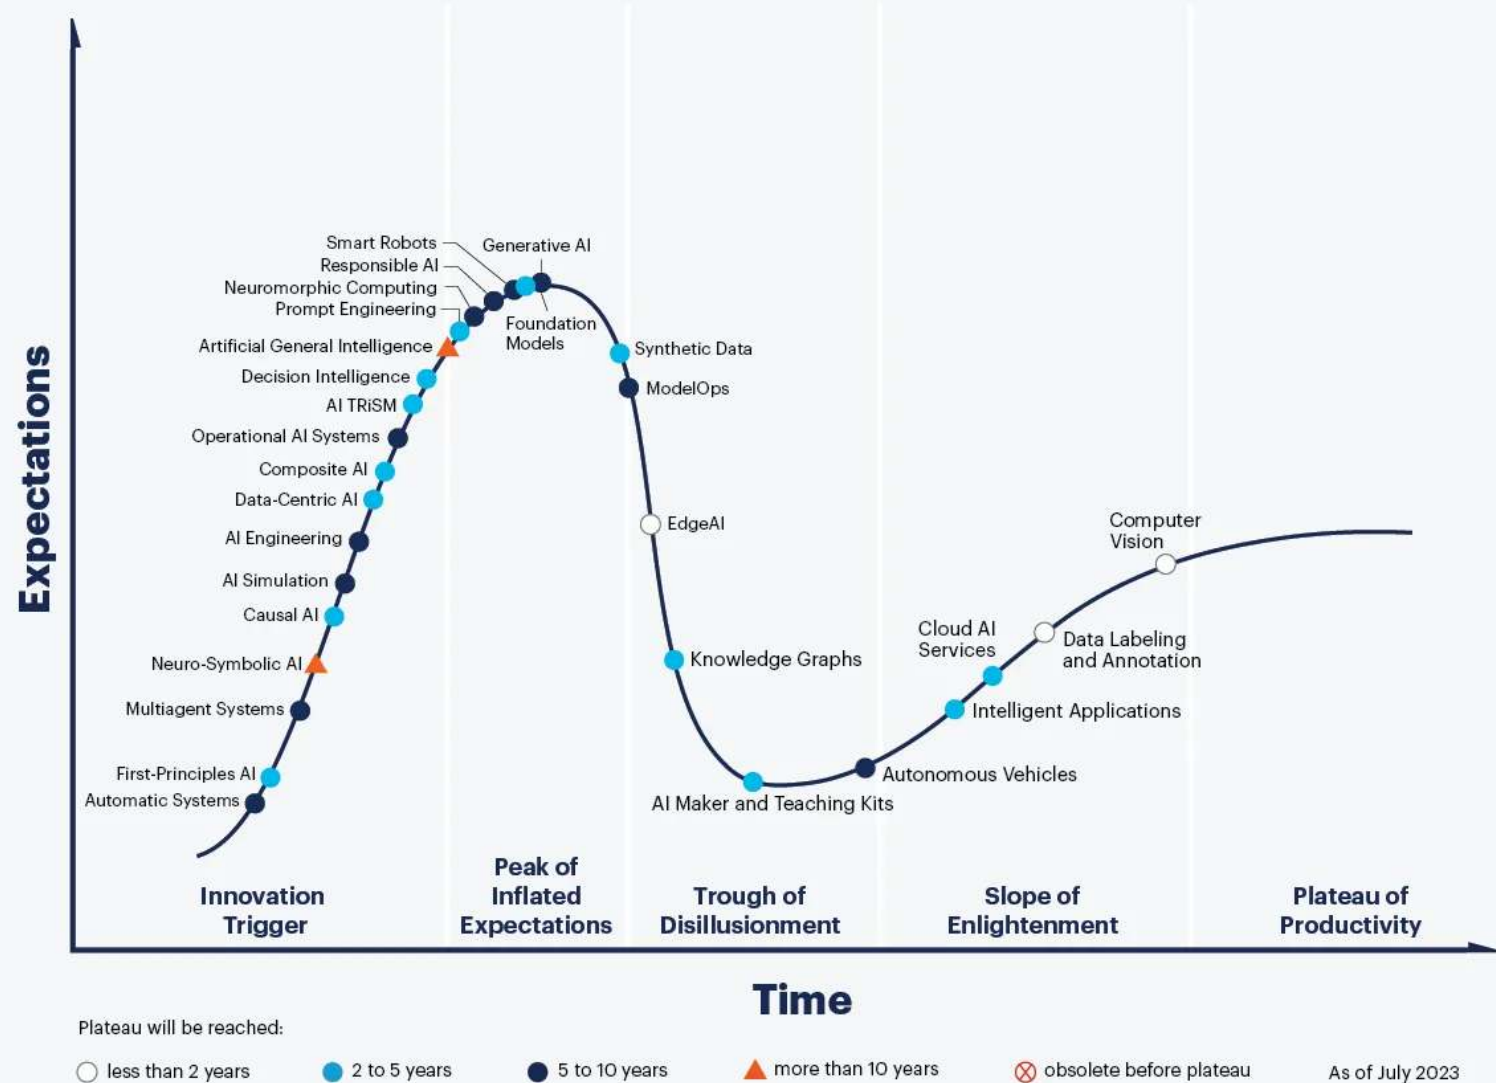 Expectations
Smart Robots
Generative AI
Responsible AI
Neuromorphic Computing
Prompt Engineering
Foundation
Models
Artificial General Intelligence
Synthetic Data
Decision Intelligence
ModelOps
AI TRiSM
Operational AI Systems
Composite AI
Data-Centric AI
EdgeAI
AI Engineering
AI Simulation
Causal AI
Neuro-Symbolic AI
Multiagent Systems
First-Principles AI
Automatic Systems
Knowledge Graphs
AI Maker and Teaching Kits
Autonomous Vehicles
Intelligent Applications
Cloud AI
Services
Data Labeling
and Annotation
Computer
Vision
Innovation
Trigger
Peak of
Inflated
Expectations
Trough of
Disillusionment
Slope of
Enlightenment
Plateau of
Productivity
Time
Plateau will be reached:
less than 2 years
2 to 5 years
5 to 10 years
more than 10 years
obsolete before plateau
As of July 2023